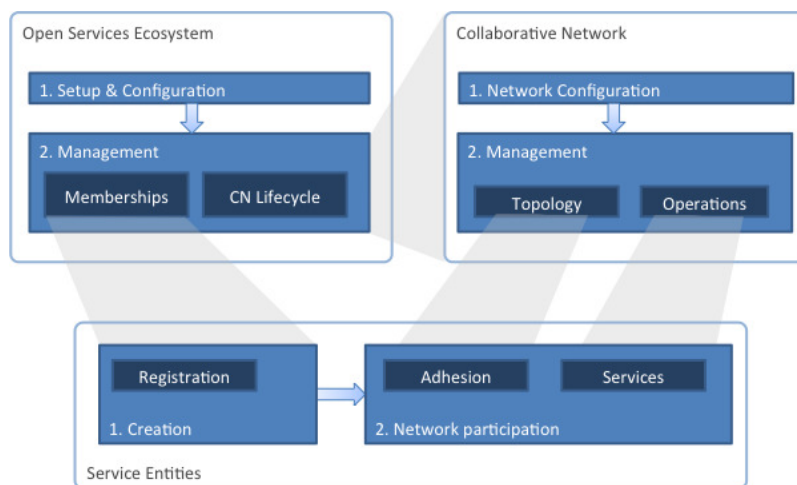 Open Services Ecosystem
1. Setup & Configuration
2. Management
Memberships
CN Lifecycle
Collaborative Network
1. Network Configuration
2. Management
Topology
Operations
Registration
1. Creation
Adhesion
Services
2. Network participation
Service Entities